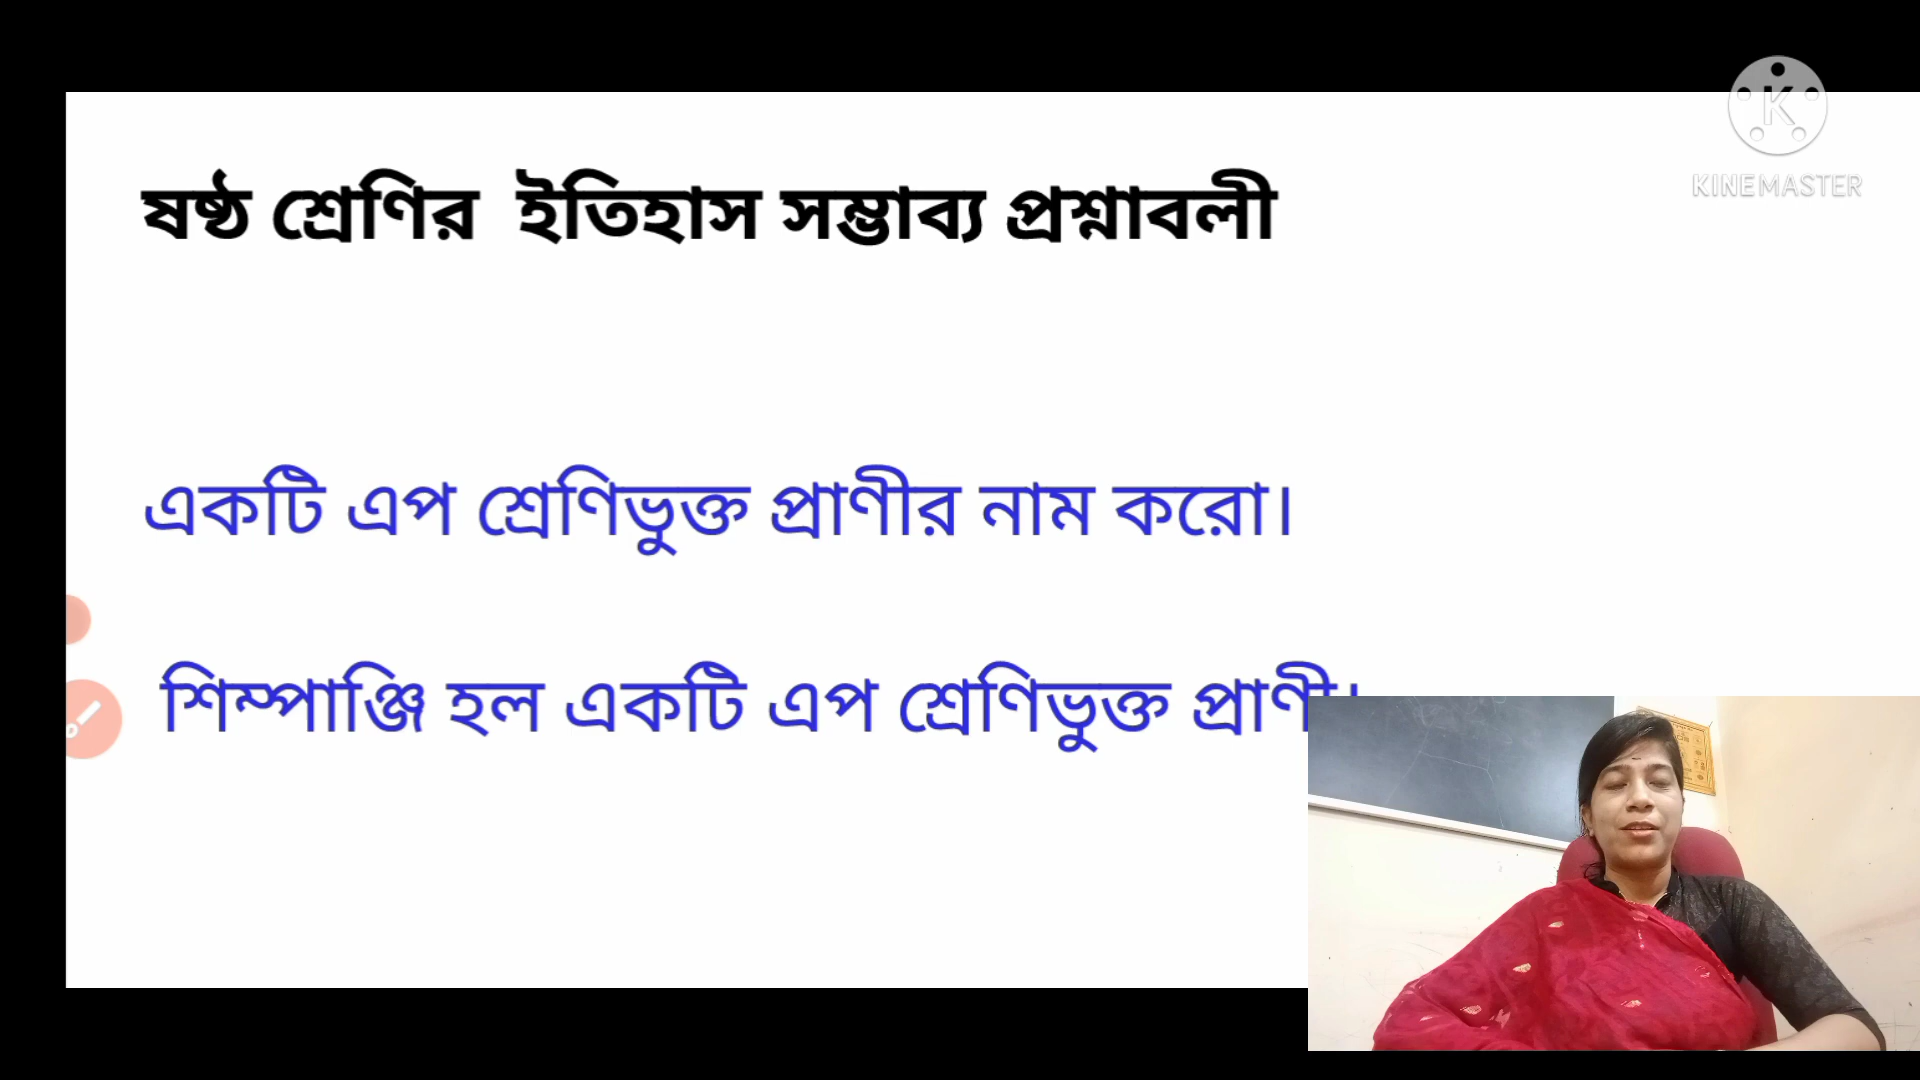 ষষ্ঠ শ্রেণির ইতিহাস সম্ভাব্য প্রশ্নাবলী
K
KINEMASTER
একটি এপ শ্রেণিভুক্ত প্রাণীর নাম করো।
শিম্পাঞ্জি হল একটি এপ শ্রেণিভুক্ত প্রাণী।